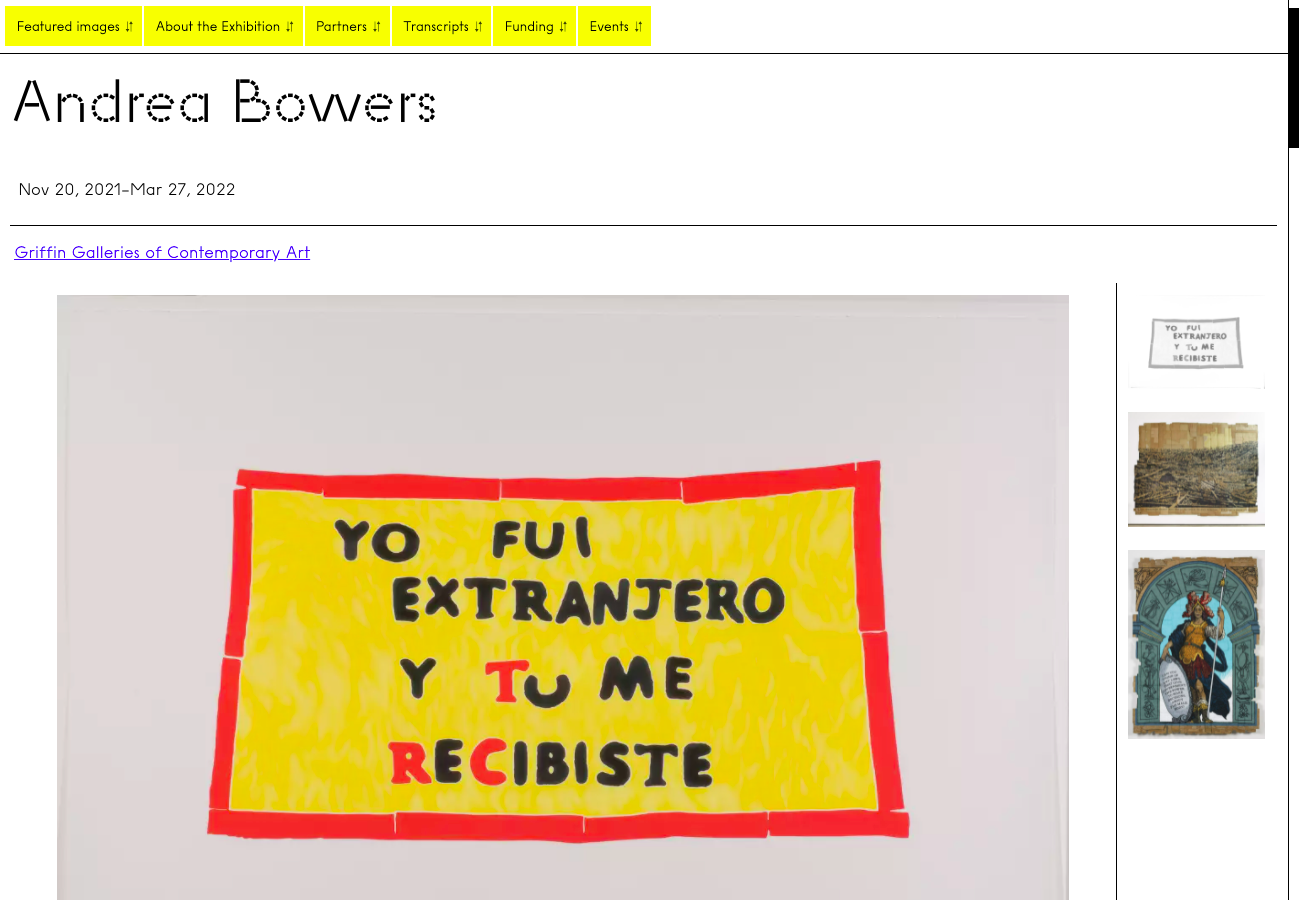 Featured images ⇵ About the Exhibition ⇵ Partners ⇵ Transcripts ⇵ Funding ⇵ Events ⇵
Andrea Bowers
Nov 20, 2021–Mar 27, 2022
Griffin Galleries of Contemporary Art
YO FUI
EXTRANJERO
Y TU ME
RECIBISTE
YO FUI
EXTRANJERO
Y TU ME
RECIBISTE